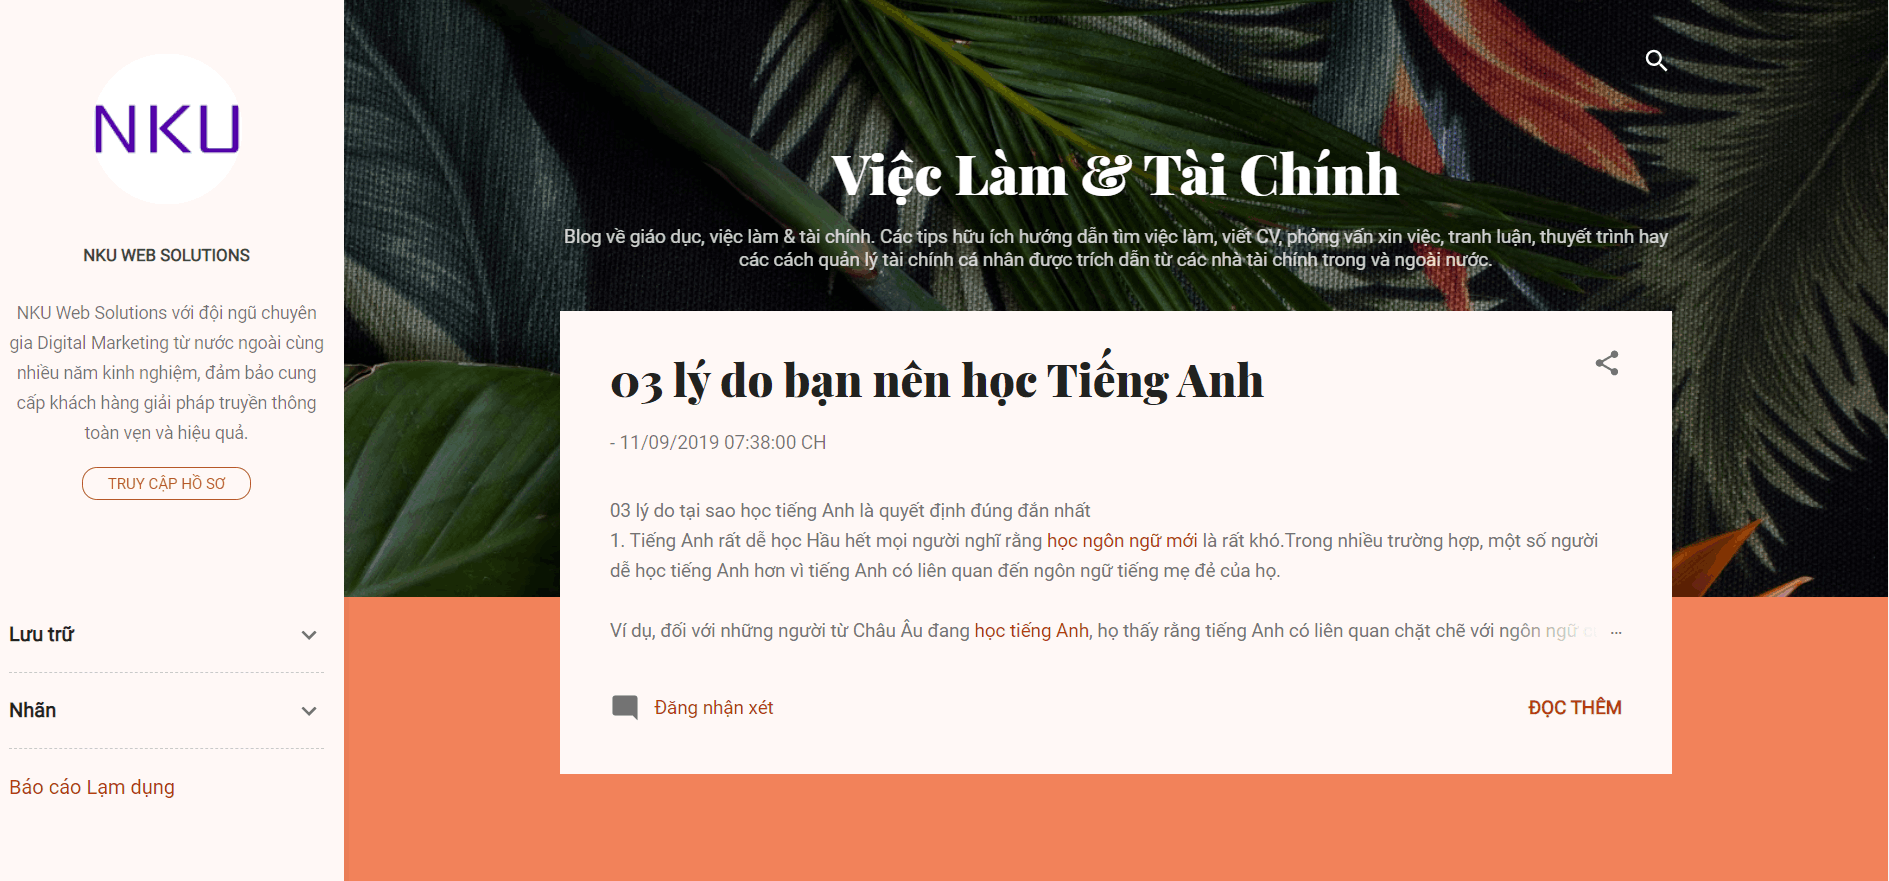 NKU
NKU WEB SOLUTIONS
NKU Web Solutions với đội ngũ chuyên
gia Digital Marketing từ nước ngoài cùng
nhiều năm kinh nghiệm, đảm bảo cung
cấp khách hàng giải pháp truyền thông
toàn vẹn và hiệu quả.
TRUY CẬP HỒ SƠ
Lưu trữ
Nhãn
Báo cáo Lạm dụng
Việc Làm & Tài Chính
Blog về giáo dục, việc làm & tài chính. Các tips hữu ích hướng dẫn tìm việc làm, viết CV, phỏng vấn xin việc, tranh luận, thuyết trình hay
các cách quản lý tài chính cá nhân được trích dẫn từ các nhà tài chính trong và ngoài nước.
03 lý do bạn nên học Tiếng Anh
- 11/09/2019 07:38:00 CH
03 lý do tại sao học tiếng Anh là quyết định đúng đắn nhất
1. Tiếng Anh rất dễ học Hầu hết mọi người nghĩ rằng học ngôn ngữ mới là rất khó.Trong nhiều trường hợp, một số người
dễ học tiếng Anh hơn vì tiếng Anh có liên quan đến ngôn ngữ tiếng mẹ đẻ của họ.
Ví dụ, đối với những người từ Châu Âu đang học tiếng Anh, họ thấy rằng tiếng Anh có liên quan chặt chẽ với ngôn ngữ ...
Đăng nhận xét
ĐỌC THÊM